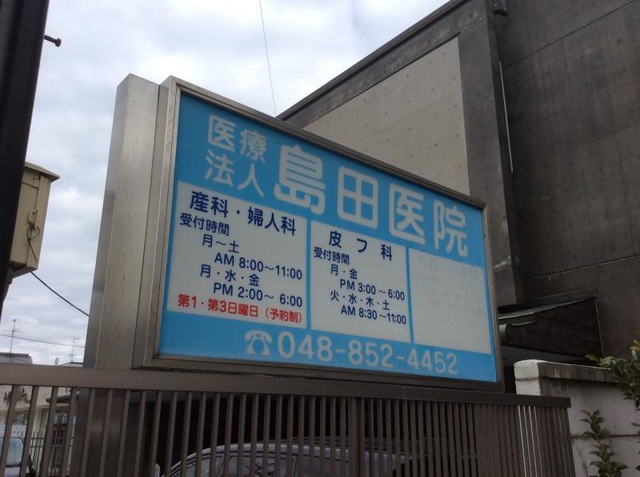 医療
法人
島田医院
産科・婦人科
受付時間
月～土
AM 8:00～11:00
月・水・金
PM 2:00～ 6:00
第1・第3日曜日(予約制)
皮フ科
受付時間
月・金
PM 3:00～6:00
火・水・木・土
AM 8:30～11:00
☎048-852-4452